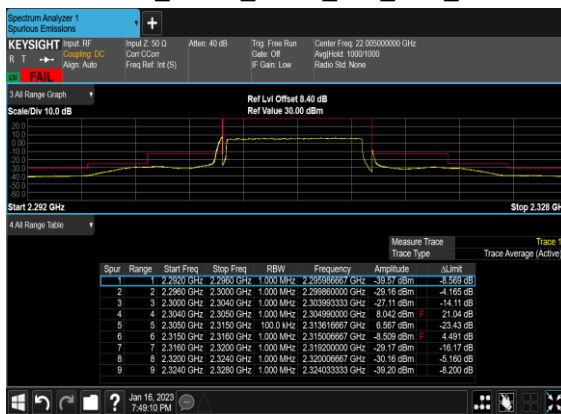 Spectrum Analyzer 1
Spurious Emissions
KEYSIGHT Input: RF Input Z: 50 Ω Atten: 40 dB Trig: Free Run Center Freq: 22.005000000 GHz
R T Coupling: DC Corr CCorr Gate: Off Avg|Hold: 1000/1000
Align: Auto Freq Ref: Int (S) IF Gain: Low Radio Std: None
FAIL
3 All Range Graph
Ref Lvl Offset 8.40 dB
Scale/Div 10.0 dB Ref Value 30.00 dBm
20.0
10.0
0.00
-10.0
-20.0
-30.0
-40.0
-50.0
-60.0
Start 2.292 GHz Stop 2.328 GH
4 All Range Table
Measure Trace Trace 1
Trace Type Trace Average (Active)
Spur Range Start Freq Stop Freq RBW Frequency Amplitude ΔLimit
1 1 2.2920 GHz 2.2960 GHz 1.000 MHz 2.295986667 GHz -39.57 dBm -8.569 dB
2 2 2.2960 GHz 2.3000 GHz 1.000 MHz 2.299860000 GHz -29.16 dBm -4.165 dB
3 3 2.3000 GHz 2.3040 GHz 1.000 MHz 2.303993333 GHz -27.11 dBm -14.11 dB
4 4 2.3040 GHz 2.3050 GHz 1.000 MHz 2.304990000 GHz 8.042 dBm F 21.04 dB
5 5 2.3050 GHz 2.3150 GHz 100.0 kHz 2.313616667 GHz 6.567 dBm -23.43 dB
6 6 2.3150 GHz 2.3160 GHz 1.000 MHz 2.315006667 GHz -8.509 dBm F 4.491 dB
7 7 2.3160 GHz 2.3200 GHz 1.000 MHz 2.319200000 GHz -29.17 dBm -16.17 dB
8 8 2.3200 GHz 2.3240 GHz 1.000 MHz 2.320006667 GHz -30.16 dBm -5.160 dB
9 9 2.3240 GHz 2.3280 GHz 1.000 MHz 2.324033333 GHz -39.20 dBm -8.200 dB
Jan 16, 2023
7:49:10 PM